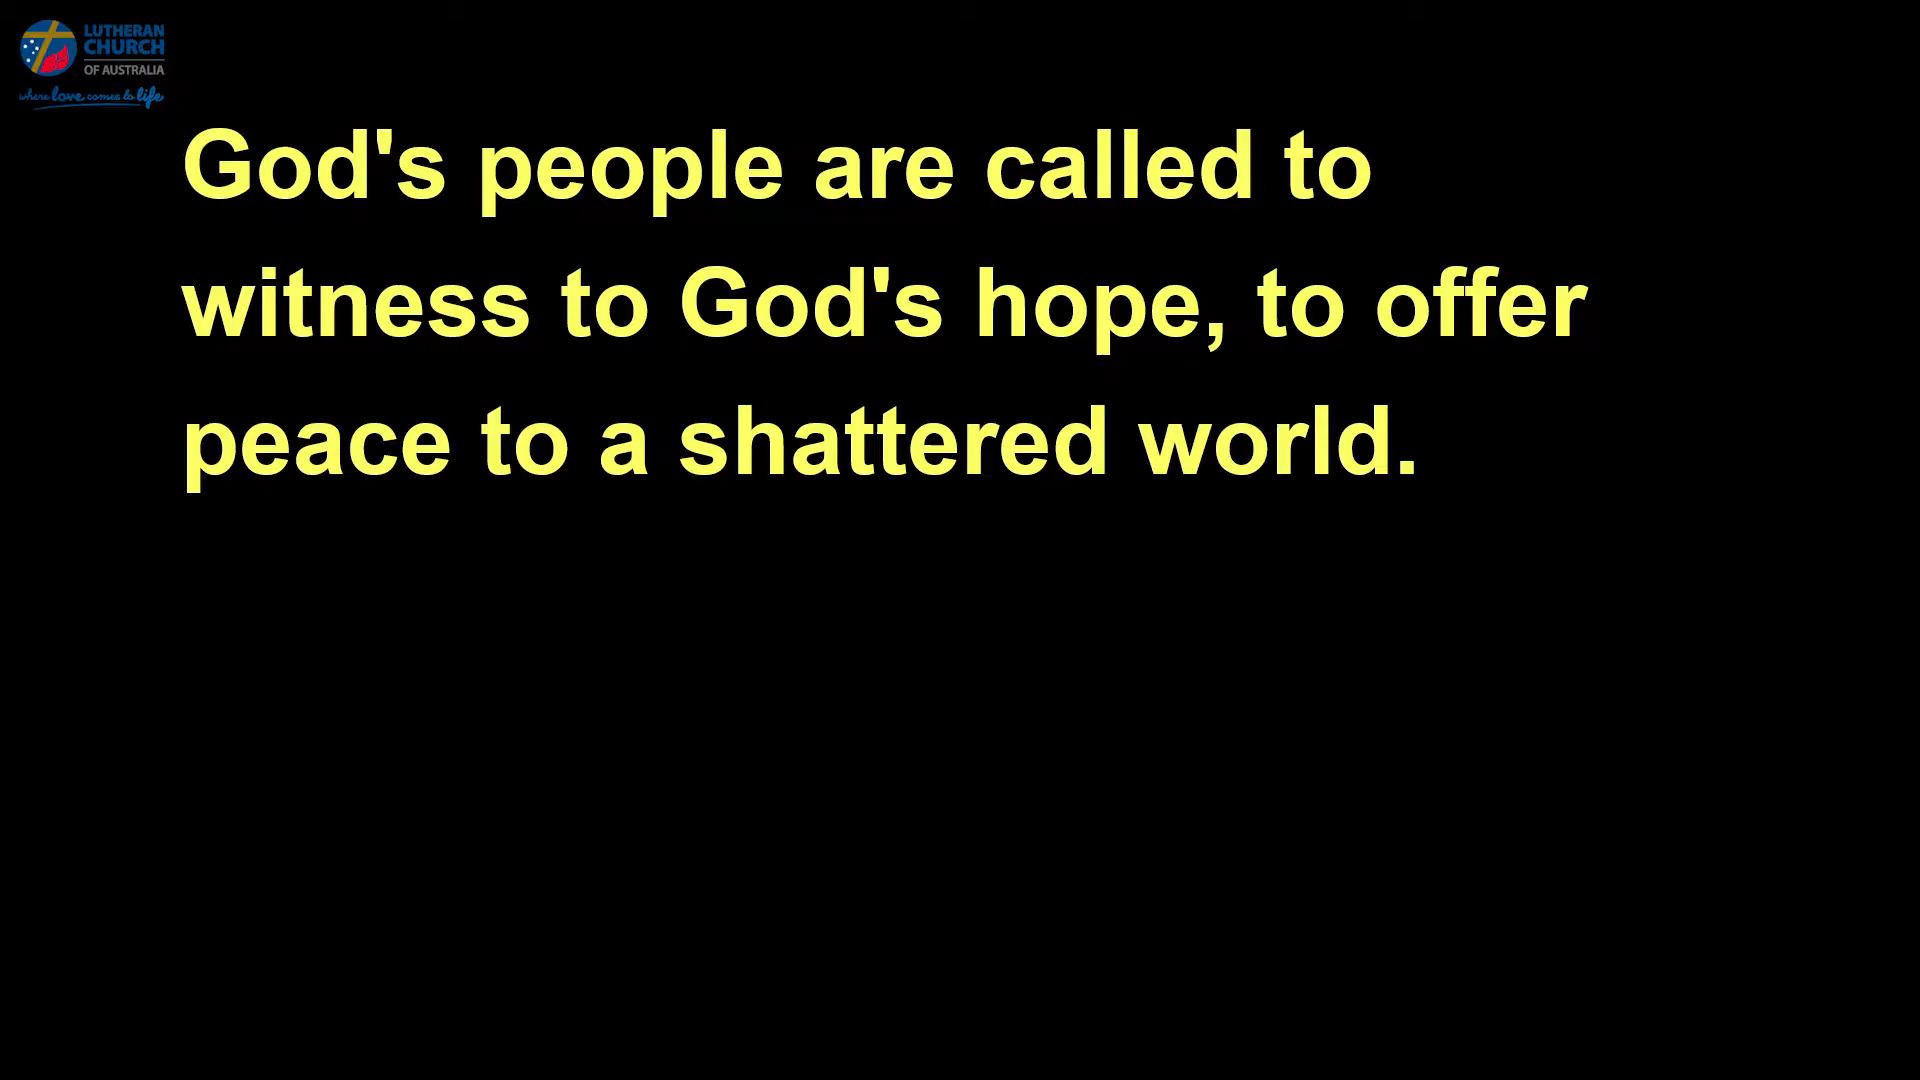 LUTHERAN
CHURCH
OF AUSTRALIA
where love comes to life
God's people are called to
witness to God's hope, to offer
peace to a shattered world.